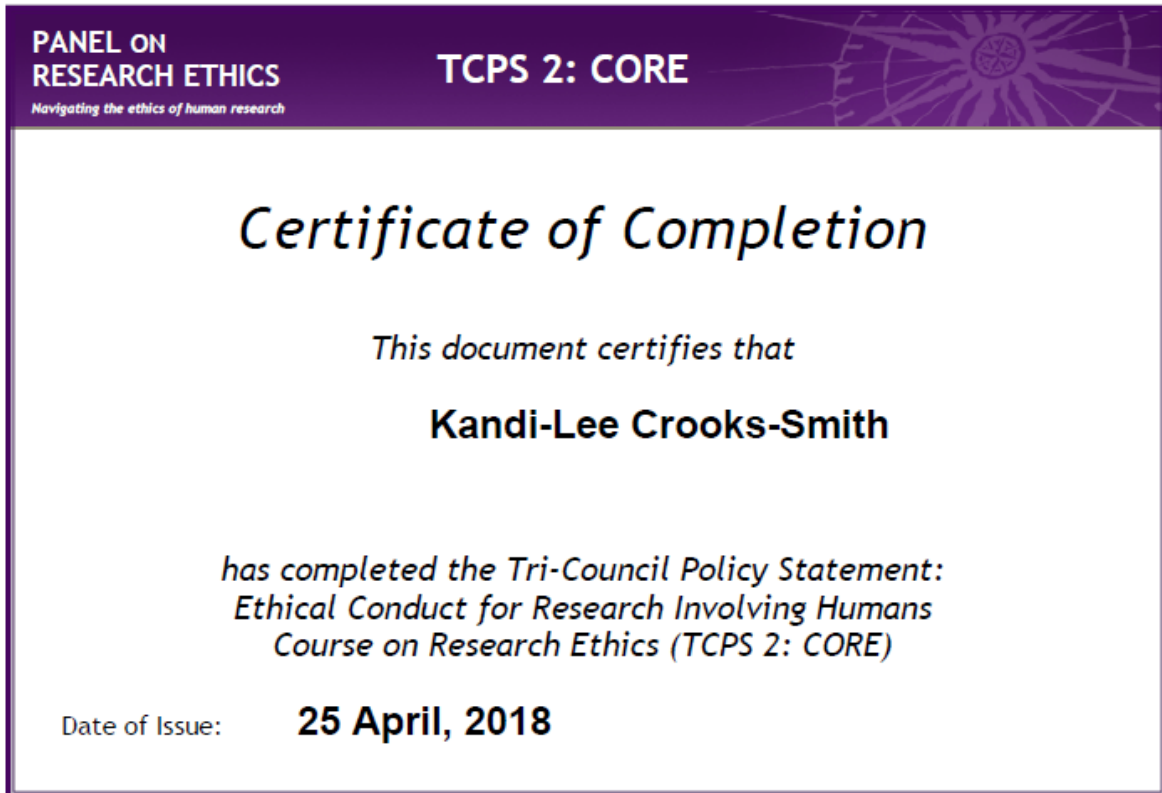 PANEL ON
RESEARCH ETHICS
Navigating the ethics of human research
TCPS 2: CORE
Certificate of Completion
This document certifies that
Kandi-Lee Crooks-Smith
has completed the Tri-Council Policy Statement:
Ethical Conduct for Research Involving Humans
Course on Research Ethics (TCPS 2: CORE)
Date of Issue: 25 April, 2018